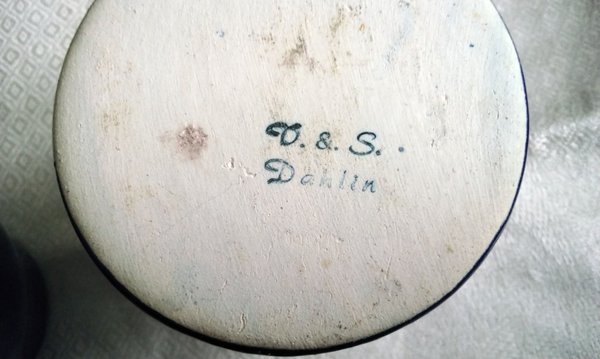 V. & S.
Dahlin